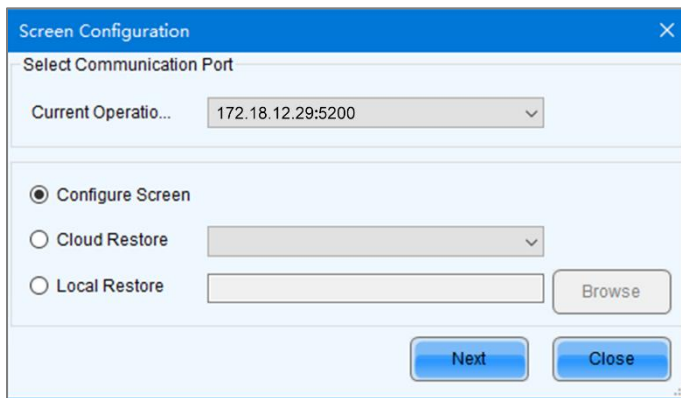 Screen Configuration
Select Communication Port
Current Operatio... 172.18.12.29:5200
Configure Screen
Cloud Restore
Local Restore Browse
Next Close